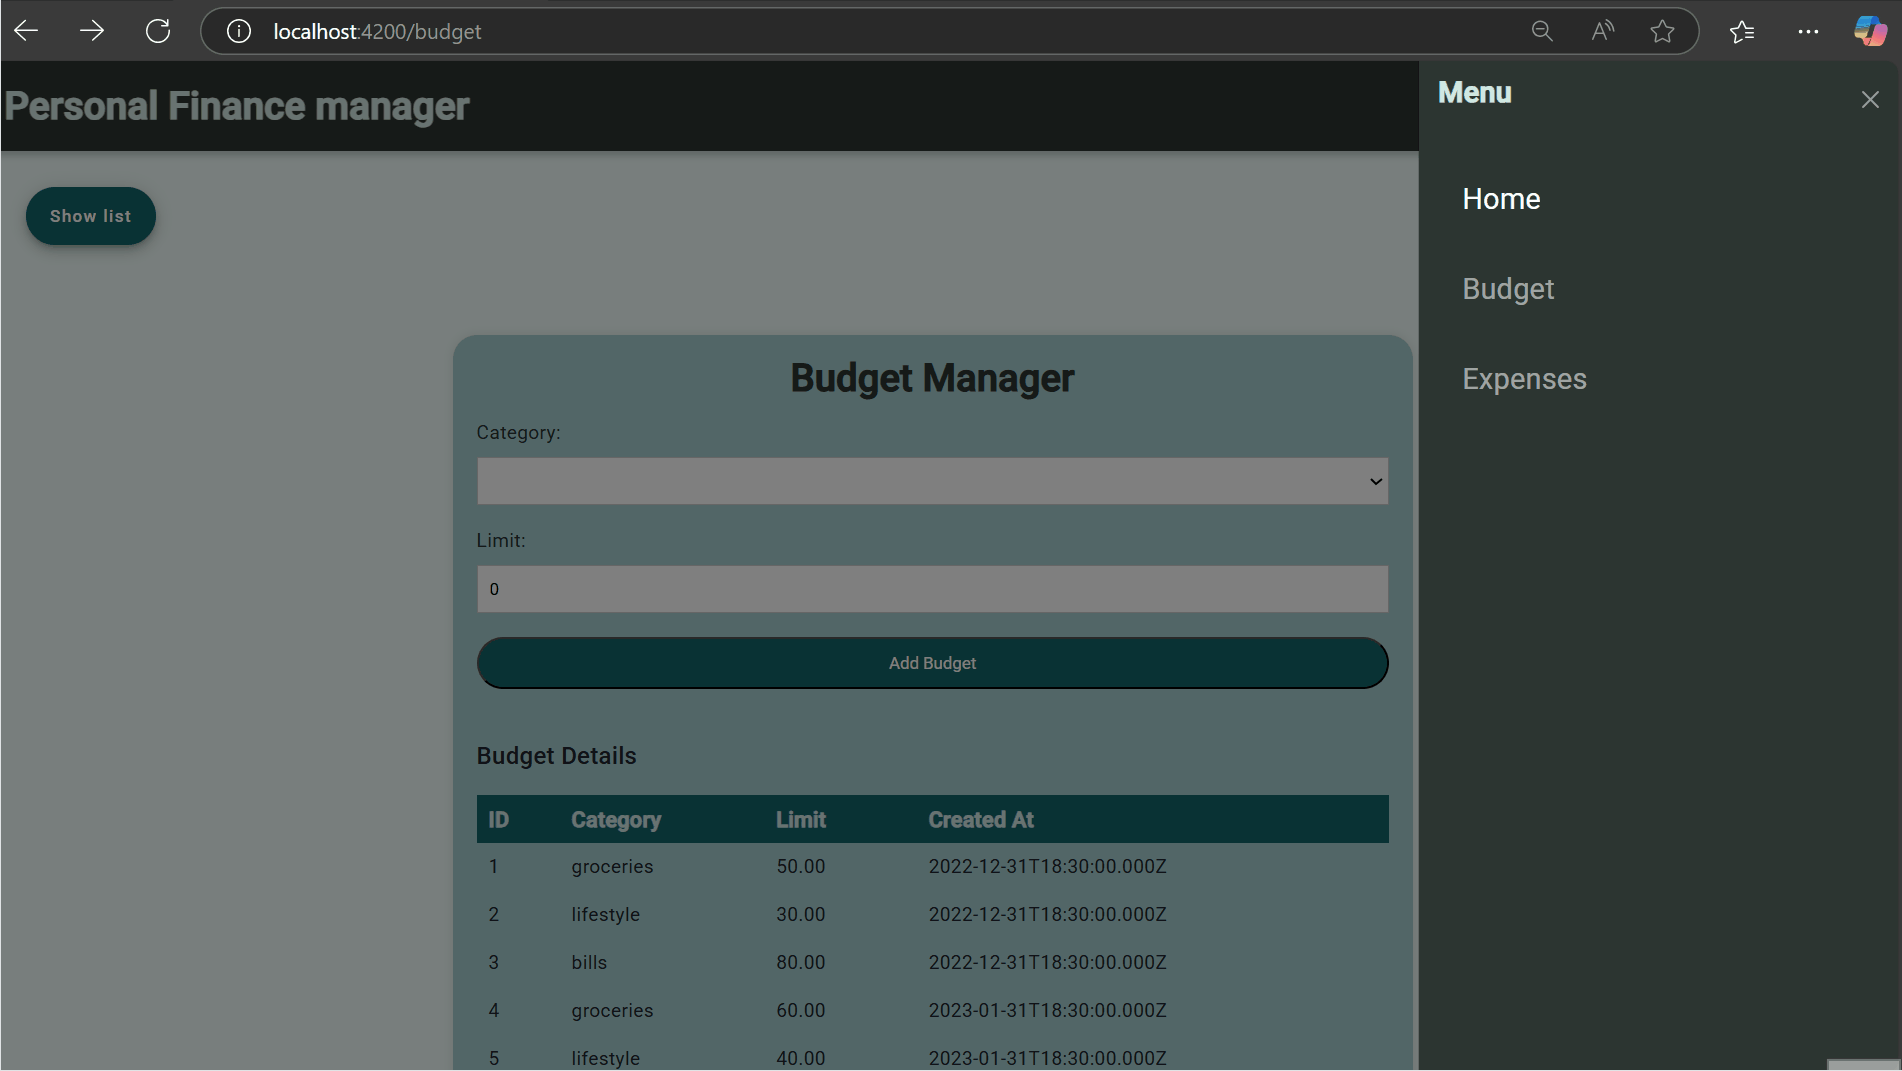 localhost:4200/budget
Personal Finance manager
Menu
Show list
Home
Budget
Expenses
Budget Manager
Category:
Limit:
0
Add Budget
Budget Details
ID Category Limit Created At
1 groceries 50.00 2022-12-31T18:30:00.000Z
2 lifestyle 30.00 2022-12-31T18:30:00.000Z
3 bills 80.00 2022-12-31T18:30:00.000Z
4 groceries 60.00 2023-01-31T18:30:00.000Z
5 lifestyle 40.00 2023-01-31T18:30:00.000Z